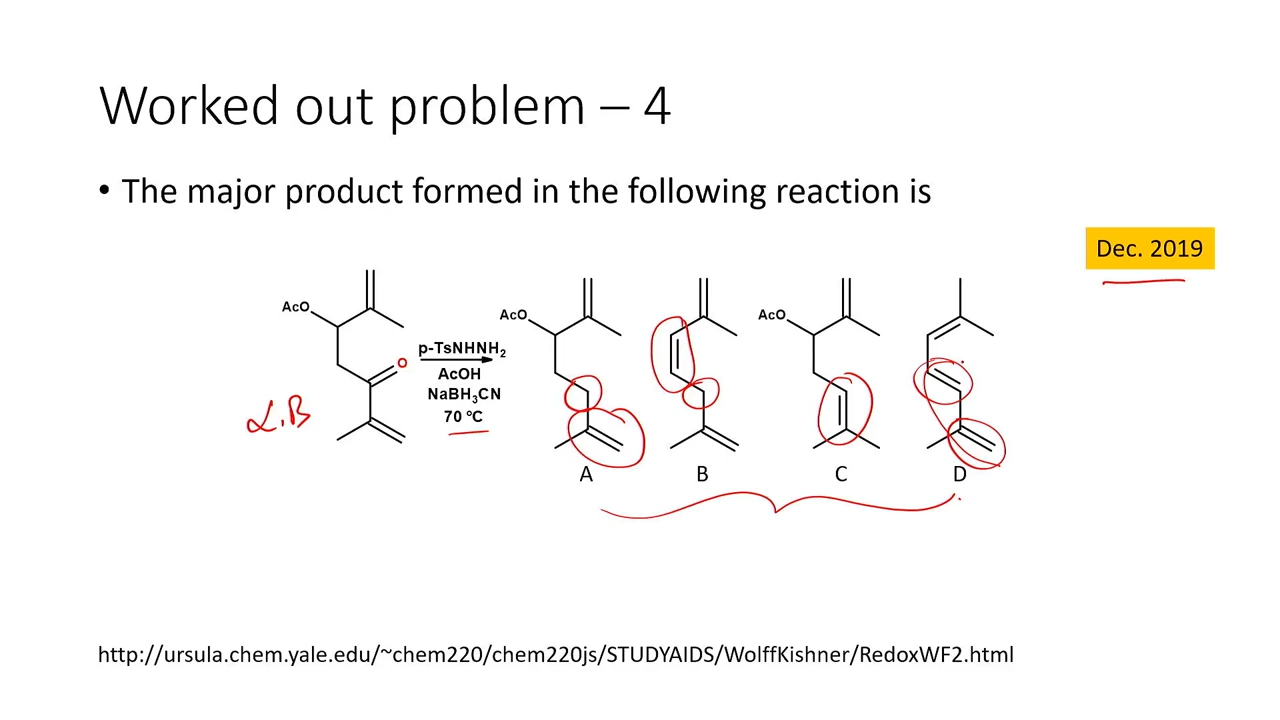 Worked out problem – 4
• The major product formed in the following reaction is
Dec. 2019
AcO
O
p-TsNHNH₂
AcOH
NaBH₃CN
70 °C
AcO
AcO
α,β
A
B
C
D
http://ursula.chem.yale.edu/~chem220/chem220js/STUDYAIDS/WolffKishner/RedoxWF2.html